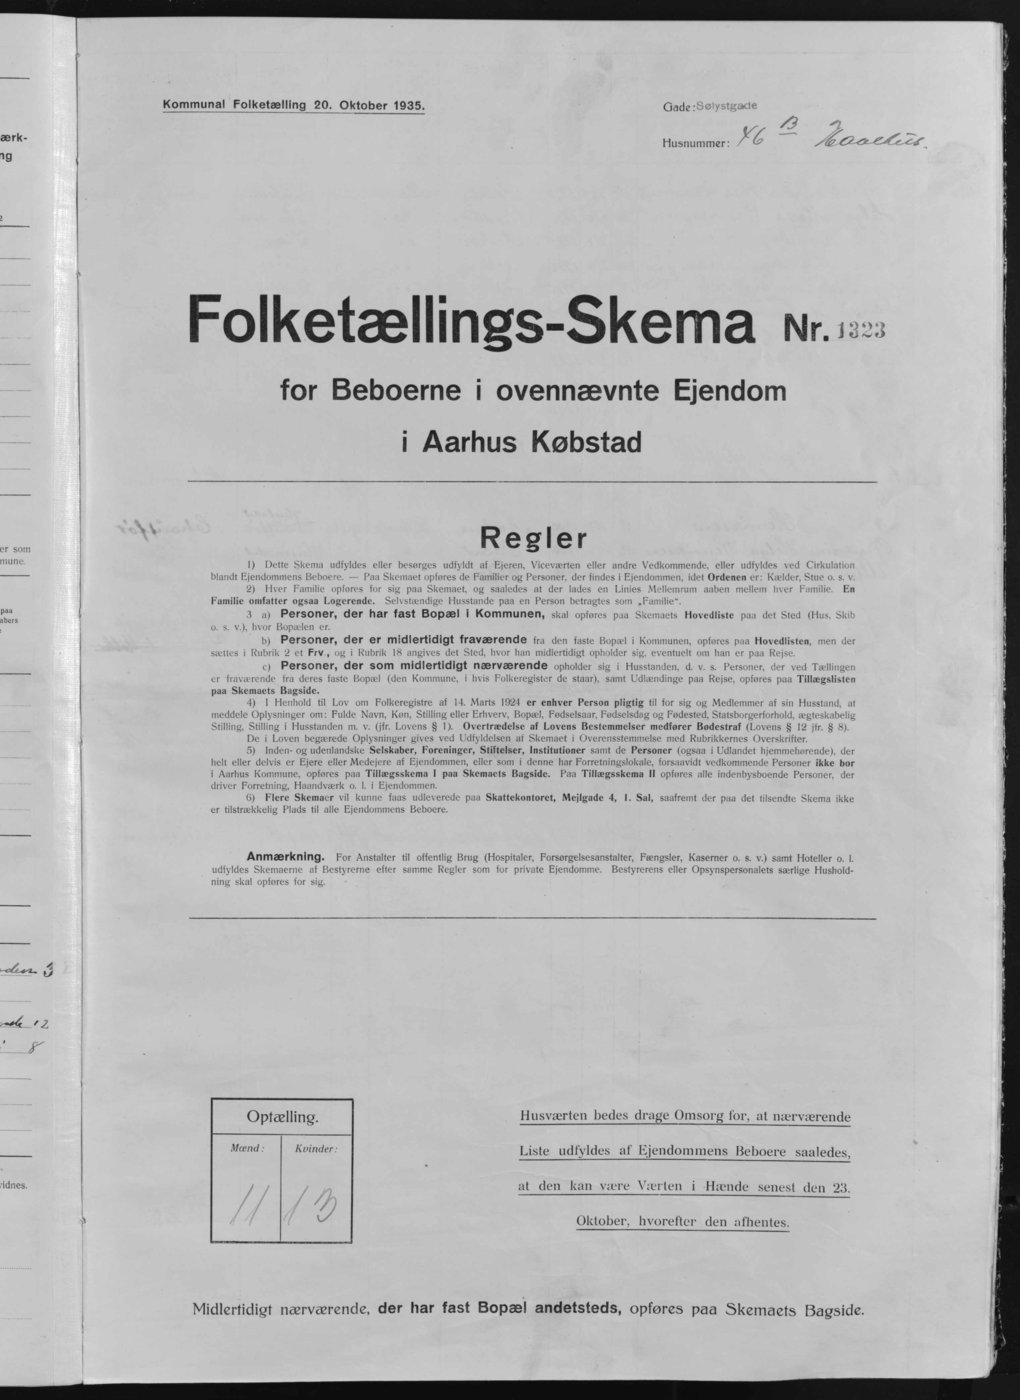 Kommunal Folketælling 20. Oktober 1935.
Gade: Sølystgade
Husnummer: 46 B
Folketællings-Skema Nr. 1323
for Beboerne i ovennævnte Ejendom
i Aarhus Købstad
Regler
1) Dette Skema udfyldes eller besørges udfyldt af Ejeren, Viceværten eller andre Vedkommende, eller udfyldes ved Cirkulation
blandt Ejendommens Beboere. — Paa Skemaet opføres de Familier og Personer, der findes i Ejendommen, idet Ordenen er: Kælder, Stue o. s. v.
2) Hver Familie opføres for sig paa Skemaet, og saaledes at der lades en Linies Mellemrum aaben mellem hver Familie. En
Familie omfatter ogsaa Logerende. Selvstændige Husstande paa en Person betragtes som „Familie“.
3 a) Personer, der har fast Bopæl i Kommunen, skal opføres paa Skemaets Hovedliste paa det Sted (Hus, Skib
o. s. v.), hvor Bopælen er.
b) Personer, der er midlertidigt fraværende fra den faste Bopæl i Kommunen, opføres paa Hovedlisten, men der
sættes i Rubrik 2 et Frv., og i Rubrik 18 angives det Sted, hvor han midlertidigt opholder sig, eventuelt om han er paa Rejse.
c) Personer, der som midlertidigt nærværende opholder sig i Husstanden, d. v. s. Personer, der ved Tællingen
er fraværende fra deres faste Bopæl (den Kommune, i hvis Folkeregister de staar), samt Udlændinge paa Rejse, opføres paa Tillægslisten
paa Skemaets Bagside.
4) I Henhold til Lov om Folkeregistre af 14. Marts 1924 er enhver Person pligtig til for sig og Medlemmer af sin Husstand, at
meddele Oplysninger om: Fulde Navn, Køn, Stilling eller Erhverv, Bopæl, Fødselsaar, Fødselsdag og Fødested, Statsborgerforhold, ægteskabelig
Stilling, Stilling i Husstanden m. v. (jfr. Lovens § 1). Overtrædelse af Lovens Bestemmelser medfører Bødestraf (Lovens § 12 jfr. § 8).
De i Loven begærede Oplysninger gives ved Udfyldelsen af Skemaet i Overensstemmelse med Rubrikkernes Overskrifter.
5) Inden- og udenlandske Selskaber, Foreninger, Stiftelser, Institutioner samt de Personer (ogsaa i Udlandet hjemmehørende), der
helt eller delvis er Ejere eller Medejere af Ejendommen, eller som i denne har Forretningslokale, forsaavidt vedkommende Personer ikke bor
i Aarhus Kommune, opføres paa Tillægsskema I paa Skemaets Bagside. Paa Tillægsskema II opføres alle indenbysboende Personer, der
driver Forretning, Haandværk o. l. i Ejendommen.
6) Flere Skemaer vil kunne faas udleverede paa Skattekontoret, Mejlgade 4, 1. Sal, saafremt der paa det tilsendte Skema ikke
er tilstrækkelig Plads til alle Ejendommens Beboere.
Anmærkning. For Anstalter til offentlig Brug (Hospitaler, Forsørgelsesanstalter, Fængsler, Kaserner o. s. v.) samt Hoteller o. l.
udfyldes Skemaerne af Bestyrerne efter samme Regler som for private Ejendomme. Bestyrerens eller Opsynspersonalets særlige Hushold-
ning skal opføres for sig.
Optælling.
Mænd: Kvinder:
11 13
Husværten bedes drage Omsorg for, at nærværende
Liste udfyldes af Ejendommens Beboere saaledes,
at den kan være Værten i Hænde senest den 23.
Oktober, hvorefter den afhentes.
Midlertidigt nærværende, der har fast Bopæl andetsteds, opføres paa Skemaets Bagside.